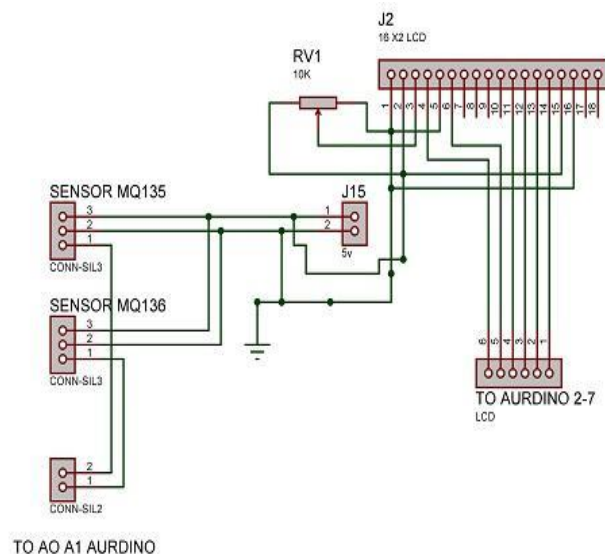 J2
16 X2 LCD
RV1
10K
1 2 3 4 5 6 7 8 9 10 11 12 13 14 15 16 17 18
SENSOR MQ135
3
2
1
CONN-SIL3
J15
1
2
5v
SENSOR MQ136
3
2
1
CONN-SIL3
6 5 4 3 2 1
TO AURDINO 2-7
LCD
2
1
CONN-SIL2
TO AO A1 AURDINO